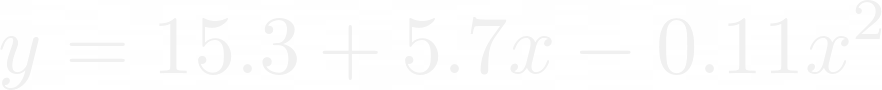 y = 15.3 + 5.7x − 0.11x²